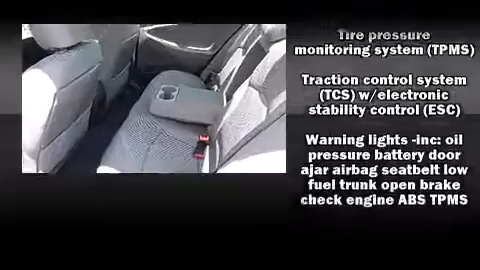 Tire pressure
monitoring system (TPMS)
Traction control system
(TCS) w/electronic
stability control (ESC)
Warning lights -inc: oil
pressure battery door
ajar airbag seatbelt low
fuel trunk open brake
check engine ABS TPMS